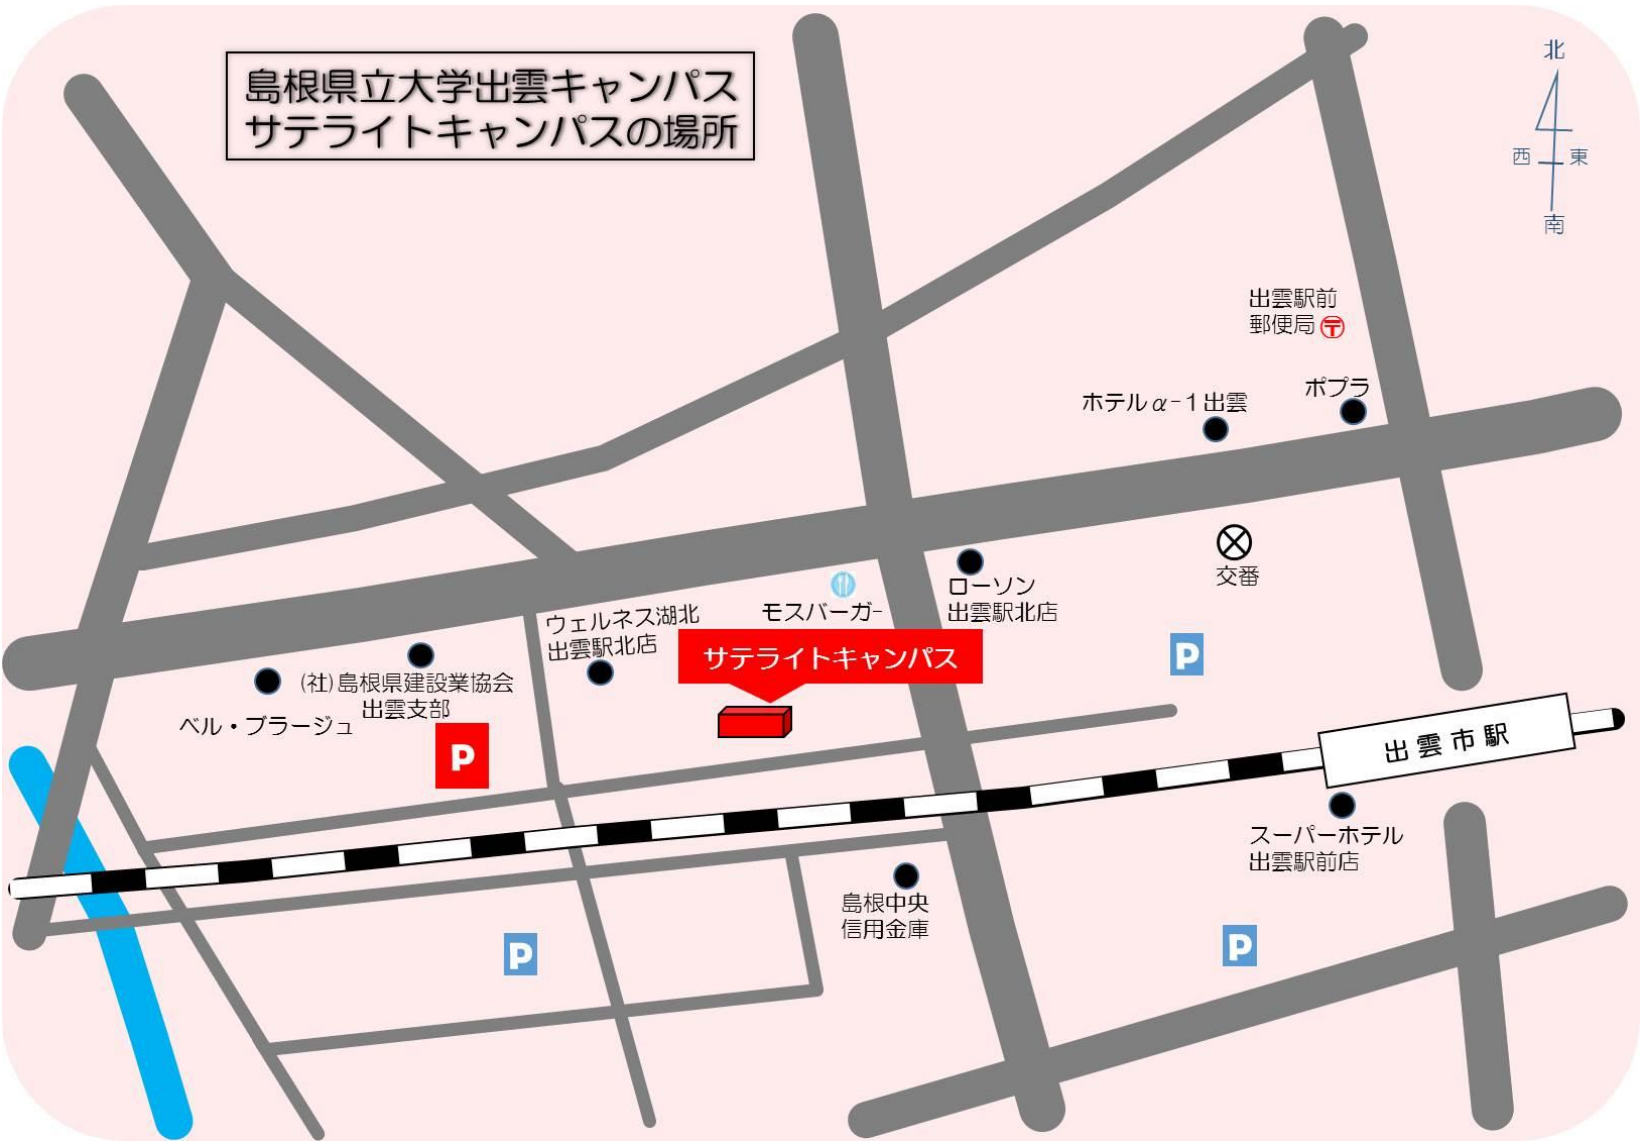 島根県立大学出雲キャンパス
サテライトキャンパスの場所
北
西
東
南
出雲駅前
郵便局
ポプラ
ホテルα-1出雲
交番
ローソン
出雲駅北店
モスバーガー
ウェルネス湖北
出雲駅北店
サテライトキャンパス
P
(社)島根県建設業協会
出雲支部
ベル・ブラージュ
P
出雲市駅
スーパーホテル
出雲駅前店
島根中央
信用金庫
P
P